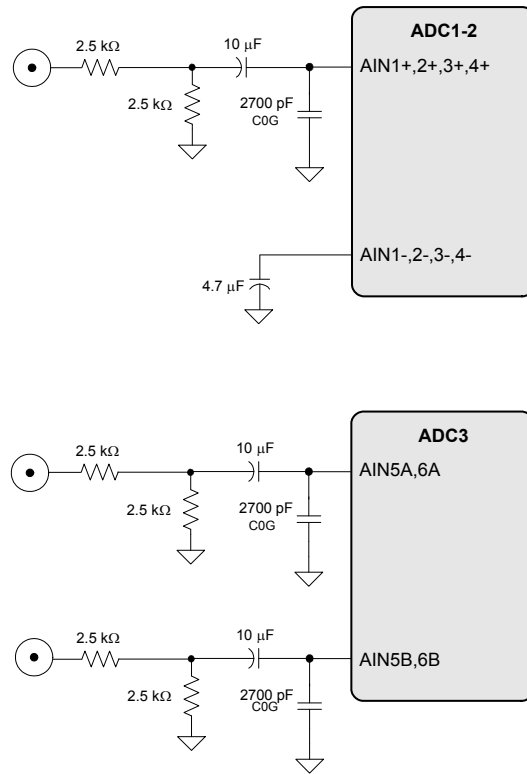 ADC1-2
10 µF
2.5 kΩ
AIN1+,2+,3+,4+
2.5 kΩ
2700 pF
C0G
AIN1-,2-,3-,4-
4.7 µF
ADC3
10 µF
2.5 kΩ
AIN5A,6A
2.5 kΩ
2700 pF
C0G
10 µF
2.5 kΩ
AIN5B,6B
2.5 kΩ
2700 pF
C0G